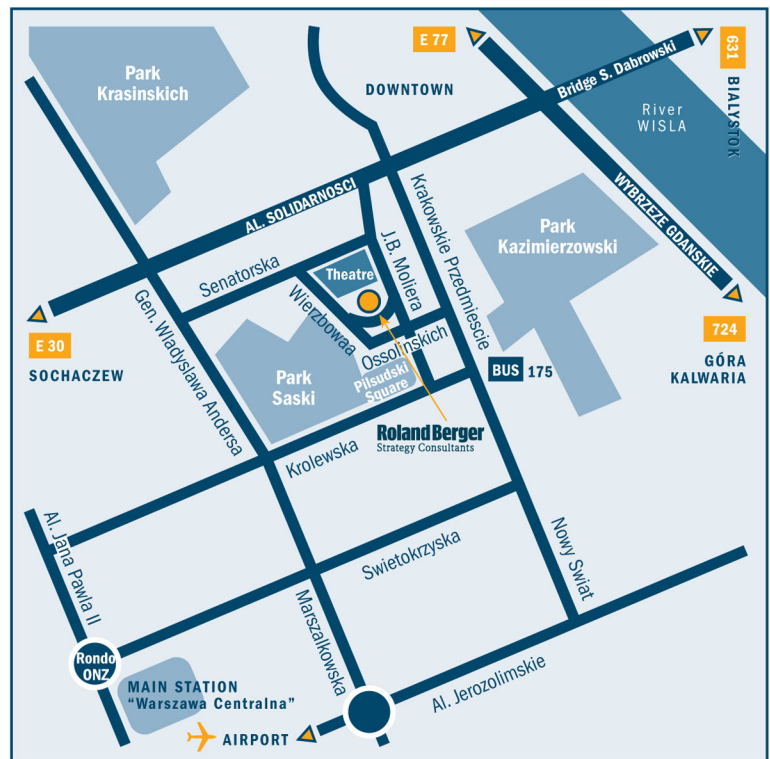 E 77
631
BIALYSTOK
Park
Krasinskich
DOWNTOWN
Bridge S. Dabrowski
River
WISLA
AL. SOLIDARNOSCI
WYBRZEZE GDANSKIE
Krakowskie Przedmiescie
J.B. Moliera
Park
Kazimierzowski
Senatorska
Theatre
Wierzbowaa
Gen. Wladyslawa Andersa
E 30
SOCHACZEW
724
GÓRA
KALWARIA
Ossolinskich
BUS 175
Park
Saski
Pilsudski
Square
Roland Berger
Strategy Consultants
Krolewska
Al. Jana Pawla II
Swietokrzyska
Nowy Swiat
Marszalkowska
Rondo
ONZ
MAIN STATION
"Warszawa Centralna"
Al. Jerozolimskie
AIRPORT